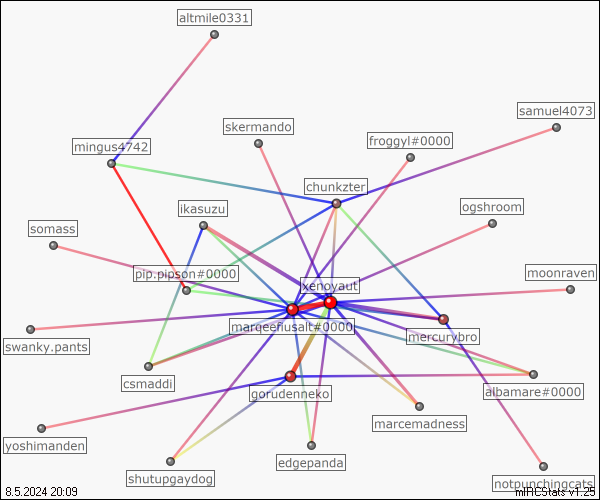 altmile0331
samuel4073
skermando
froggyl#0000
mingus4742
chunkzter
ikasuzu
ogshroom
somass
pip.pipson#0000
moonraven
xenoyaut
marqeeñusalt#0000
mercurybro
swanky.pants
csmaddi
gorudenneko
albamare#0000
marcemadness
yoshimanden
edgepanda
shutupgaydog
notpunchingcats
8.5.2024 20:09
mIRCStats v1.25